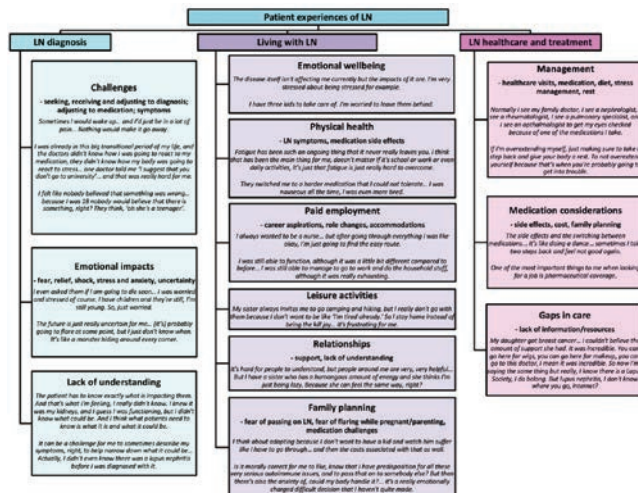 Patient experiences of LN
LN diagnosis
Challenges
- seeking, receiving and adjusting to diagnosis;
adjusting to medication; symptoms
Sometimes I would wake up... and I'd just be in a lot of
pain... Nothing would make it go away.
I was already in this big transitional period of my life, and
the doctors didn't know how I was going to react to my
medication, they didn't know how my body was going to
react to stress... one doctor told me "I suggest that you
don't go to university"... and that was really hard for me.
I felt like nobody believed that something was wrong...
because I was 18 nobody would believe that there is
something, right? They think, 'oh she's a teenager'.
Emotional impacts
- fear, relief, shock, stress and anxiety, uncertainty
I even asked them if I am going to die soon... I was worried
and stressed of course. I have children and they're still, I'm
still young. So, just worried.
The future is just really uncertain for me... [it's] probably
going to flare at some point, but I just don't know when.
It's like a monster hiding around every corner.
Lack of understanding
The patient has to know exactly what is impacting them.
And that's what I'm feeling, I really didn't know. I knew it
was my kidneys, and I guess I was functioning, but I didn't
know what could be. And I think what patients need to
know is what it is and what it could be.
It can be a challenge for me to sometimes describe my
symptoms, right, to help narrow down what it could be...
Actually, I didn't even know there was a lupus nephritis
before I was diagnosed with it.
Living with LN
Emotional wellbeing
The disease itself isn't affecting me currently but the impacts of it are. I'm very
stressed about being stressed for example.
I have three kids to take care of. I'm worried to leave them behind.
Physical health
- LN symptoms, medication side effects
Fatigue has been such an ongoing thing that it never really leaves you. I think
that has been the main thing for me, doesn't matter if it's school or work or even
daily activities, it's just that fatigue is just really hard to overcome.
They switched me to a harder medication that I could not tolerate... I was
nauseous all the time, I was even more tired.
Paid employment
- career aspirations, role changes, accommodations
I always wanted to be a nurse... but after going through everything I was like
okay, I'm just going to find the easy route.
I was still able to function, although it was a little bit different compared to
before... I was still able to manage to go to work and do the household stuff,
although it was really exhausting.
Leisure activities
My sister always invites me to go camping and hiking, but I really don't go with
them because I don't want to be like "I'm tired already." So I stay home instead of
being the kill joy... it's frustrating for me.
Relationships
- support, lack of understanding
It's hard for people to understand, but people around me are very, very helpful...
But I have a sister who has a humongous amount of energy and she thinks I'm
just being lazy, because she can feel the same way, right?
Family planning
- fear of passing on LN, fear of flaring while pregnant/parenting,
medication challenges
I think about adopting because I don't want to have a kid and watch him suffer
like I have to go through... and then the costs associated with that as well.
Is it morally correct for me to like, know that I have predisposition for all these
very serious autoimmune issues, and to pass that on to somebody else? But then
there's also the anxiety of, could my body handle it?... it's a really emotionally
charged difficult decision that I haven't quite made.
LN healthcare and treatment
Management
- healthcare visits, medication, diet, stress
management, rest
Normally I see my family doctor, I see a nephrologist,
see a rheumatologist, I see a pulmonary specialist, and
I see an opthalmologist to get my eyes checked
because of one of the medications I take.
If I'm overextending myself, just making sure to take a
step back and give your body a rest. To not overextend
yourself because that's when you're probably going to
get into trouble.
Medication considerations
- side effects, cost, family planning
The side effects and the switching between
medications... it's like doing a dance... sometimes I take
two steps back and feel not good again.
One of the most important things to me when looking
for a job is pharmaceutical coverage.
Gaps in care
- lack of information/resources
My daughter got breast cancer... I couldn't believe the
amount of support she had. It was incredible. You can
go here for wigs, you can go here for makeup, you can
go to this doctor, I mean it was incredible. So now I'm
saying the same thing but really, I know there is a Lupus
Society, I do belong. But lupus nephritis, I don't know
where you go, internet?